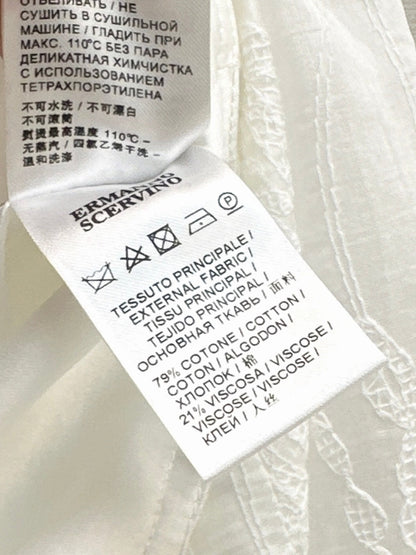 ОТБЕЛИВАТЬ / НЕ
СУШИТЬ В СУШИЛЬНОЙ
МАШИНЕ / ГЛАДИТЬ ПРИ
МАКС. 110°C БЕЗ ПАРА
ДЕЛИКАТНАЯ ХИМЧИСТКА
С ИСПОЛЬЗОВАНИЕМ
ТЕТРАХЛОРЭТИЛЕНА
不可水洗 / 不可漂白
不可滚筒
熨烫最高温度 110°C -
无蒸汽 / 四氯乙烯干洗 -
温和洗涤
ERMANNO
SCERVINO
TESSUTO PRINCIPALE /
EXTERNAL FABRIC /
TISSU PRINCIPAL /
TEJIDO PRINCIPAL /
ОСНОВНАЯ ТКАНЬ / 面料
79% COTONE / COTTON /
COTON / ALGODON /
ХЛОПОК / 棉
21% VISCOSA / VISCOSE /
VISCOSE / VISCOSE /
КЛЕЙ / 人丝